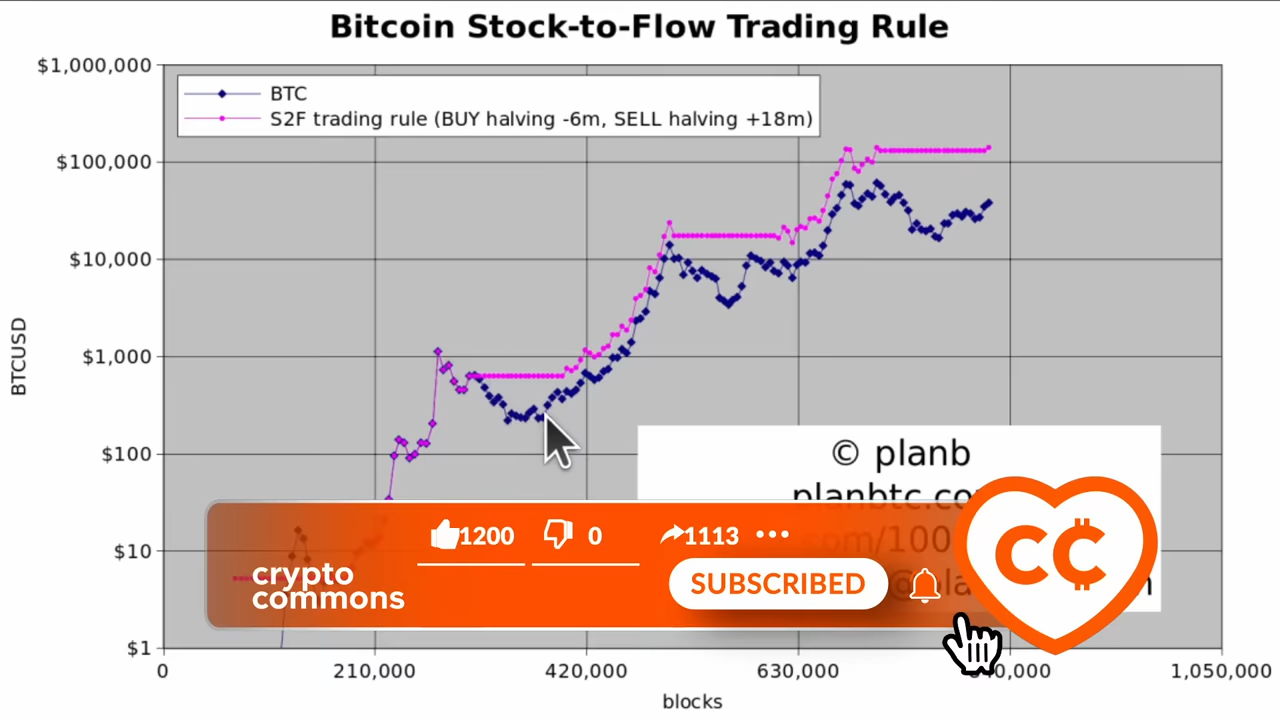 Bitcoin Stock-to-Flow Trading Rule
$1,000,000
BTC
S2F trading rule (BUY halving -6m, SELL halving +18m)
$100,000
$10,000
BTCUSD
$1,000
$100
© planb
$10
1200
0
1113
crypto
commons
SUBSCRIBED
CC
$1
0
210,000
420,000
630,000
1,050,000
blocks